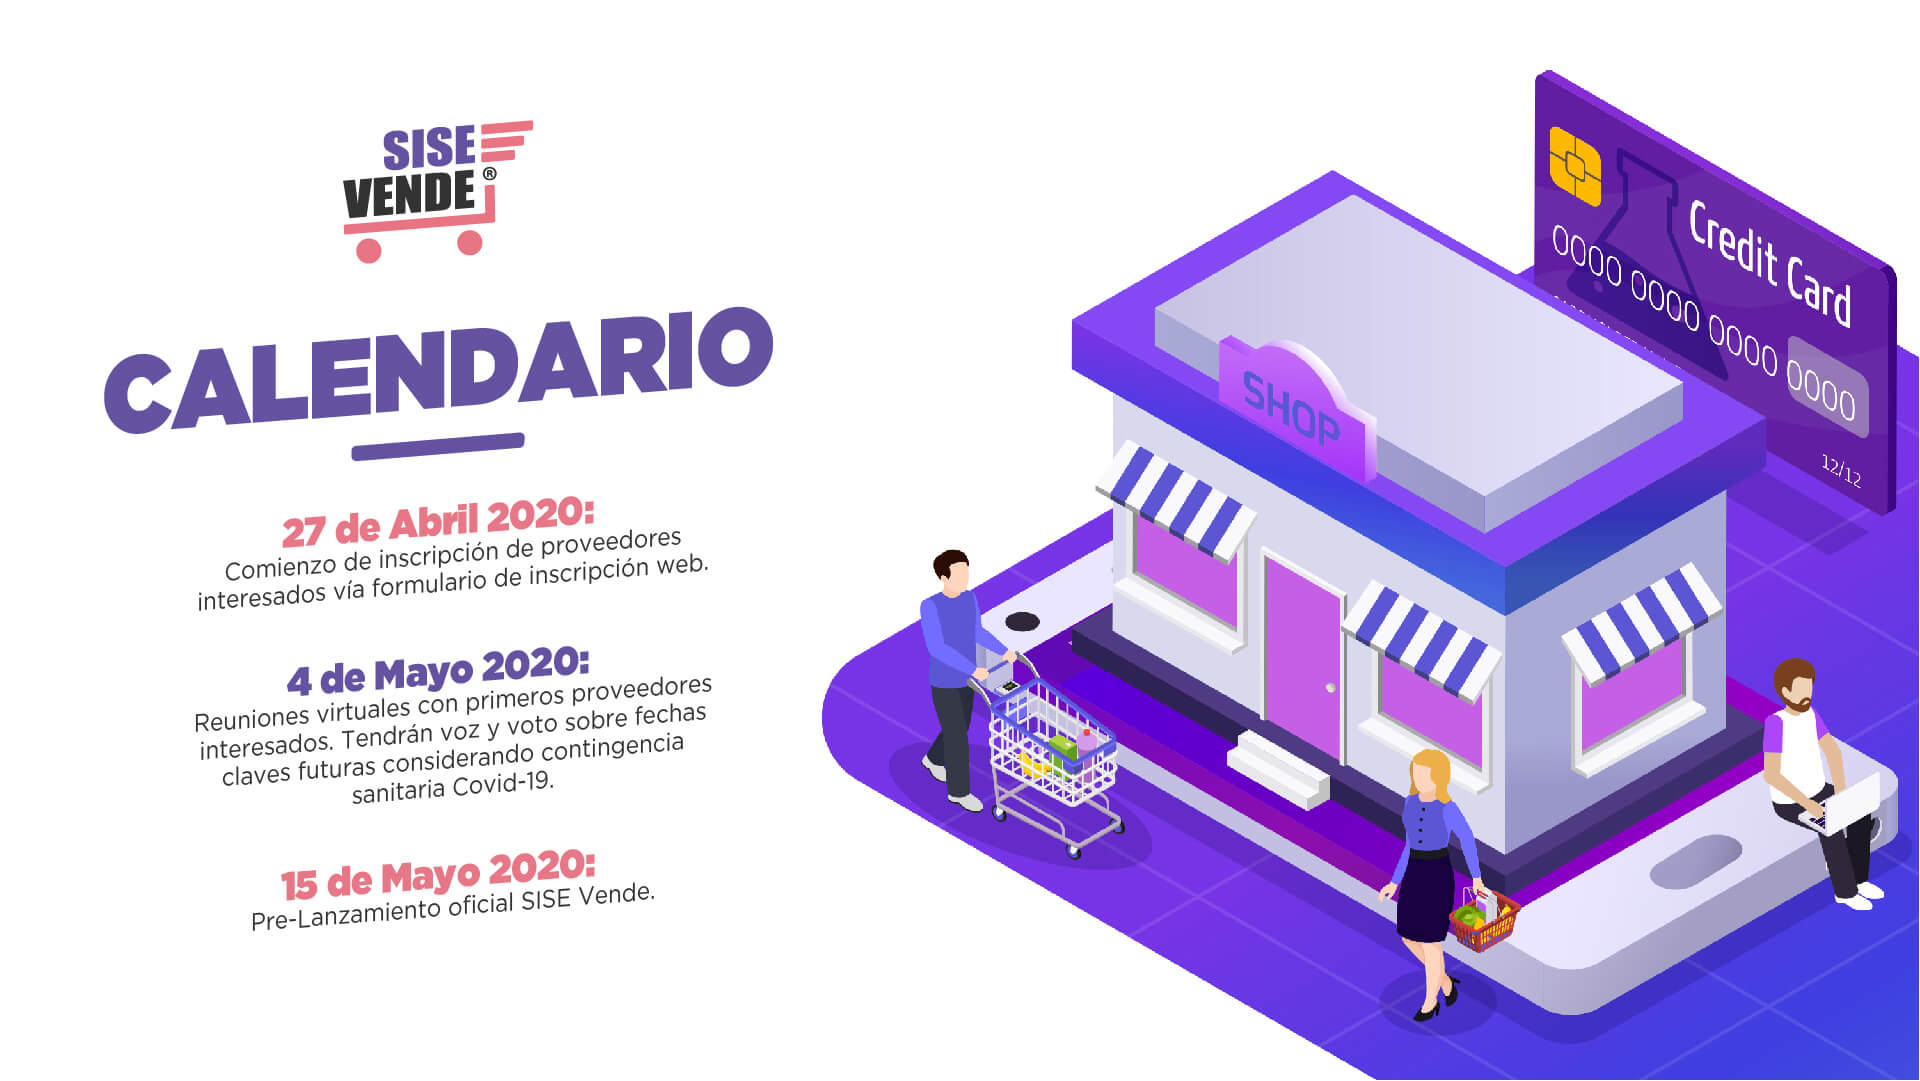 SISE
VENDE®
CALENDARIO
27 de Abril 2020:
Comienzo de inscripción de proveedores
interesados vía formulario de inscripción web.
4 de Mayo 2020:
Reuniones virtuales con primeros proveedores
interesados. Tendrán voz y voto sobre fechas
claves futuras considerando contingencia
sanitaria Covid-19.
15 de Mayo 2020:
Pre-Lanzamiento oficial SISE Vende.
SHOP
Credit Card
0000 0000 0000 0000
12/12